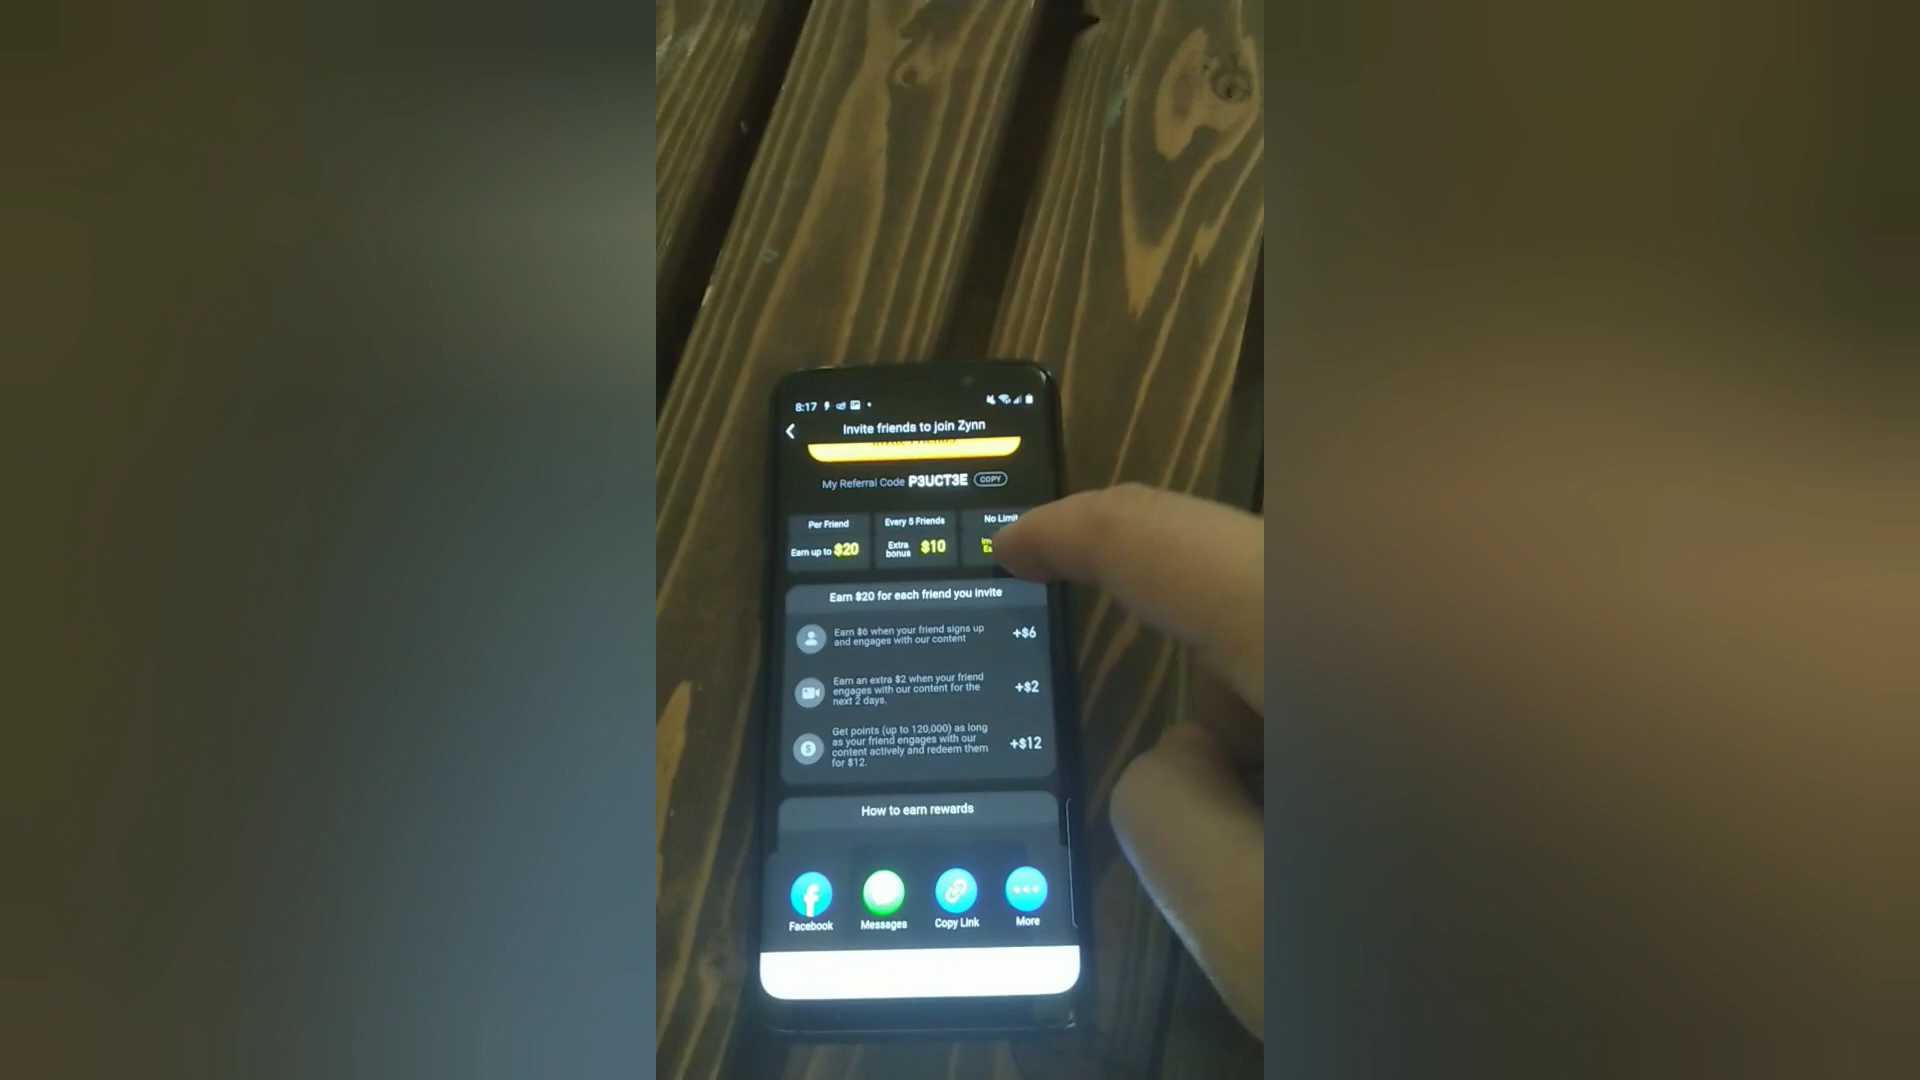 8:17
Invite friends to join Zynn
My Referral Code P3UCT3E COPY
Per Friend
Earn up to $20
Every 5 Friends
Extra bonus $10
No Limit
Earn $20 for each friend you invite
Earn $6 when your friend signs up
and engages with our content
+$6
Earn an extra $2 when your friend
engages with our content for the
next 2 days.
+$2
Get points (up to 120,000) as long
as your friend engages with our
content actively and redeem them
for $12.
+$12
How to earn rewards
Facebook
Messages
Copy Link
More